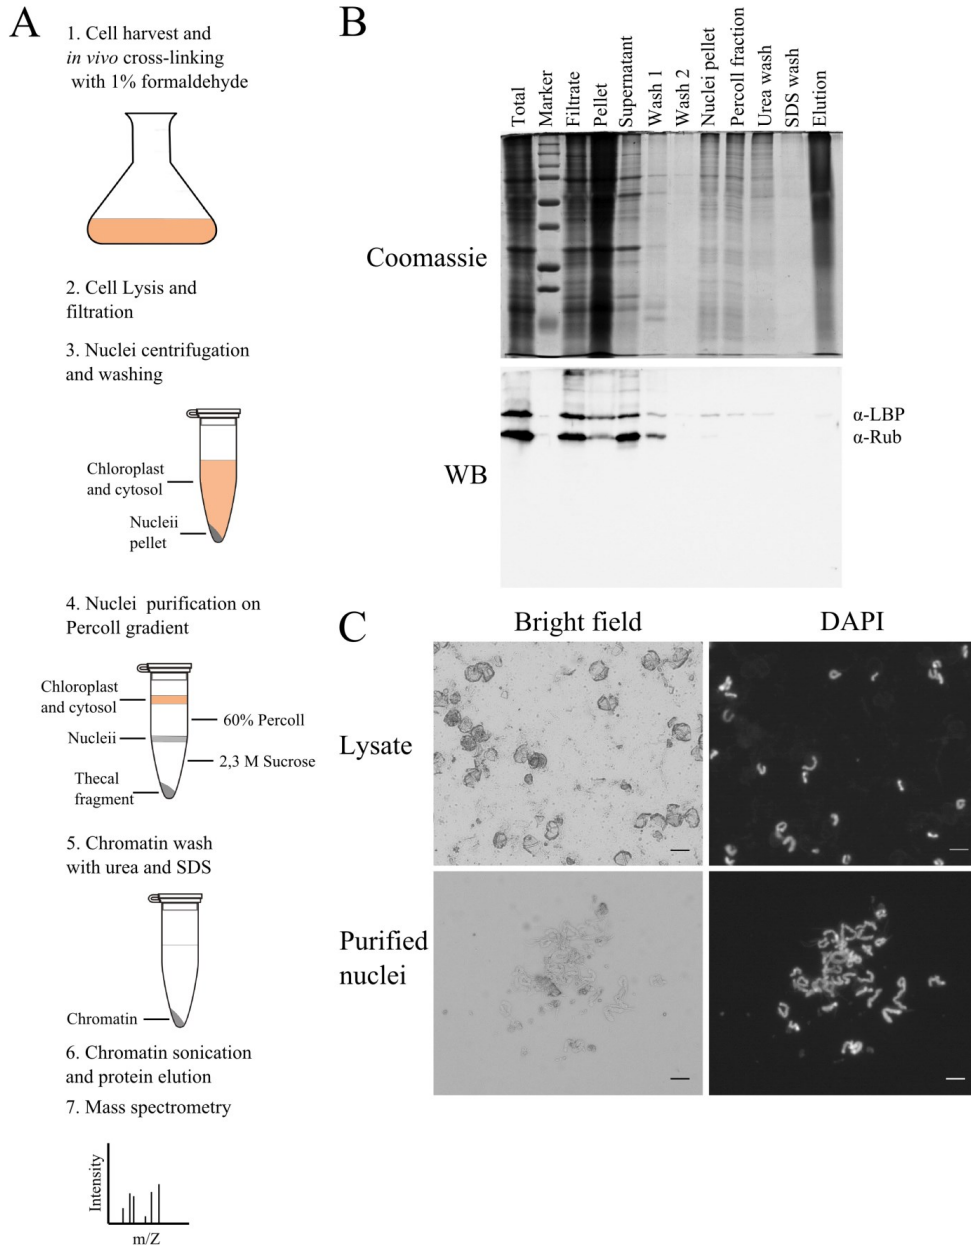 A
1. Cell harvest and
in vivo cross-linking
with 1% formaldehyde
2. Cell Lysis and
filtration
3. Nuclei centrifugation
and washing
Chloroplast
and cytosol
Nucleii
pellet
4. Nuclei purification on
Percoll gradient
Chloroplast
and cytosol
60% Percoll
Nucleii
2,3 M Sucrose
Thecal
fragment
5. Chromatin wash
with urea and SDS
Chromatin
6. Chromatin sonication
and protein elution
7. Mass spectrometry
Intensity
m/Z
B
Total
Marker
Filtrate
Pellet
Supernatant
Wash 1
Wash 2
Nuclei pellet
Percoll fraction
Urea wash
SDS wash
Elution
Coomassie
α-LBP
α-Rub
WB
C
Bright field
DAPI
Lysate
Purified
nuclei